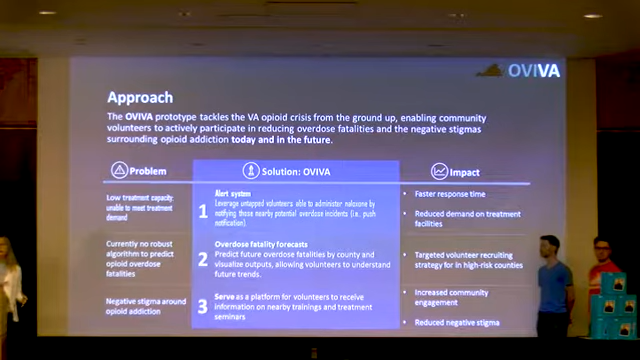 OVIVA
Approach
The OVIVA prototype tackles the VA opioid crisis from the ground up, enabling community
volunteers to actively participate in reducing overdose fatalities and the negative stigmas
surrounding opioid addiction today and in the future.
Problem
Solution: OVIVA
Impact
Low treatment capacity,
unable to meet treatment
demand
1
Alert system
Leverage untapped volunteers able to administer naloxone by
notifying those nearby potential overdose incidents (i.e. push
notification).
Faster response time
Reduced demand on treatment
facilities
Currently no robust
algorithm to predict
opioid overdose
fatalities
2
Overdose fatality forecasts
Predict future overdose fatalities by county and
visualize outputs, allowing volunteers to understand
future trends.
Targeted volunteer recruiting
strategy for in high-risk counties
Negative stigma around
opioid addiction
3
Serve as a platform for volunteers to receive
information on nearby trainings and treatment
seminars
Increased community
engagement
Reduced negative stigma